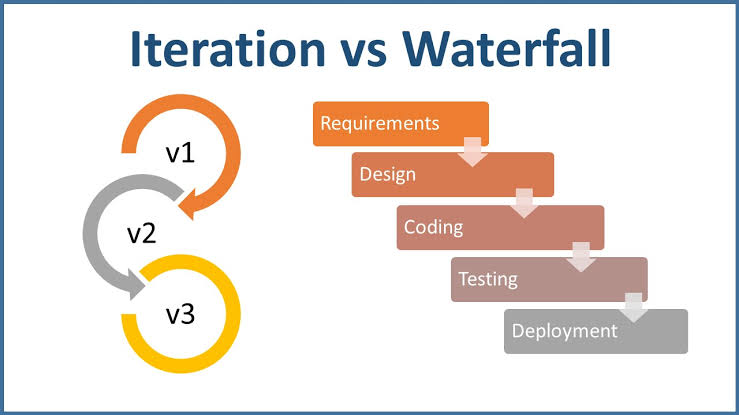 Iteration vs Waterfall
v1
v2
v3
Requirements
Design
Coding
Testing
Deployment